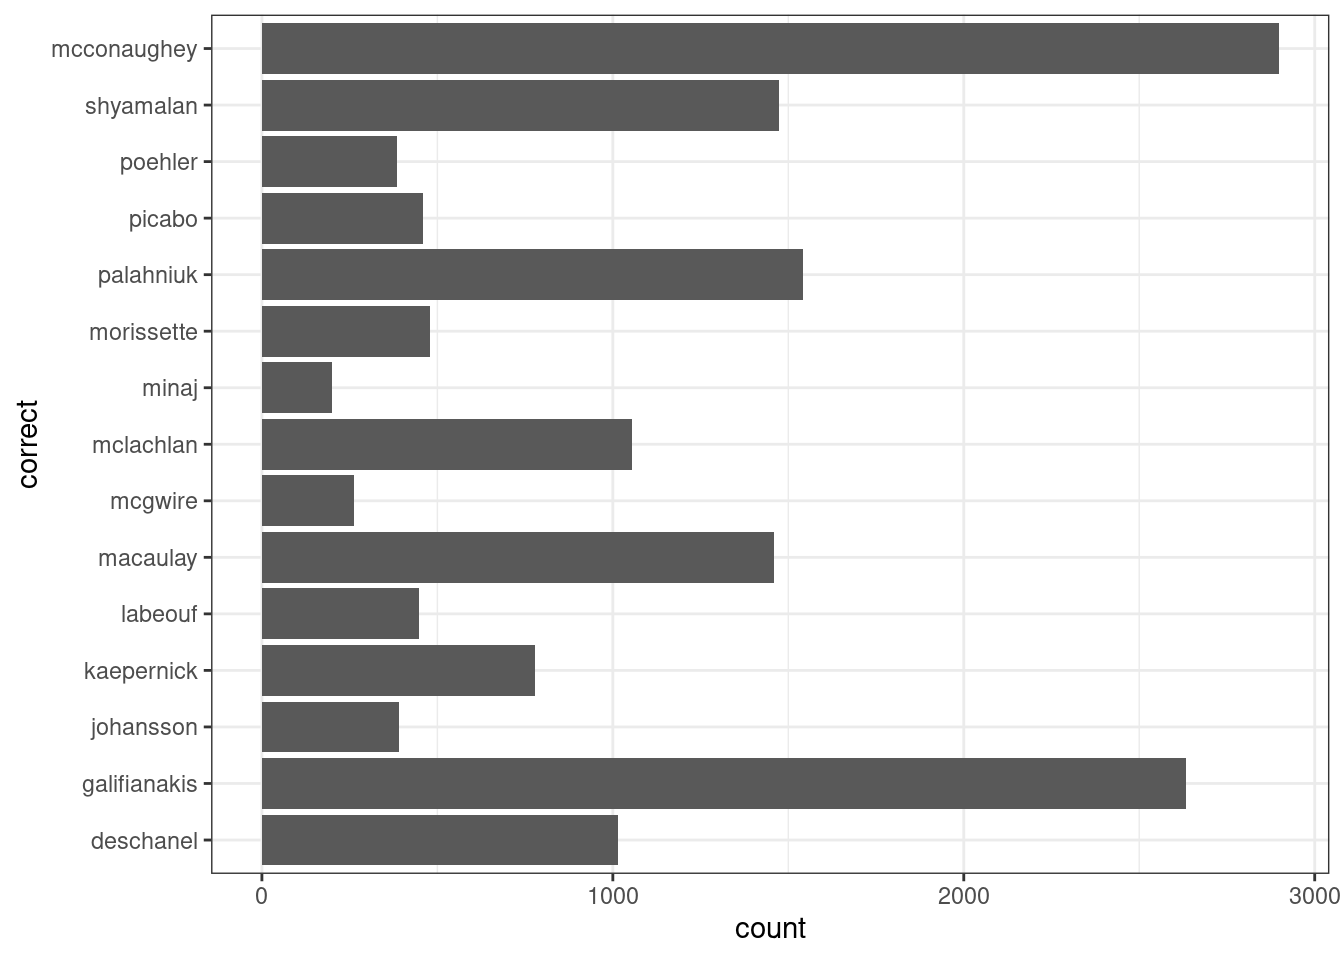 mcconaughey
shyamalan
poehler
picabo
palahniuk
morissette
minaj
mclachlan
mcgwire
macaulay
labeouf
kaepernick
johansson
galifianakis
deschanel
correct
0 1000 2000 3000
count